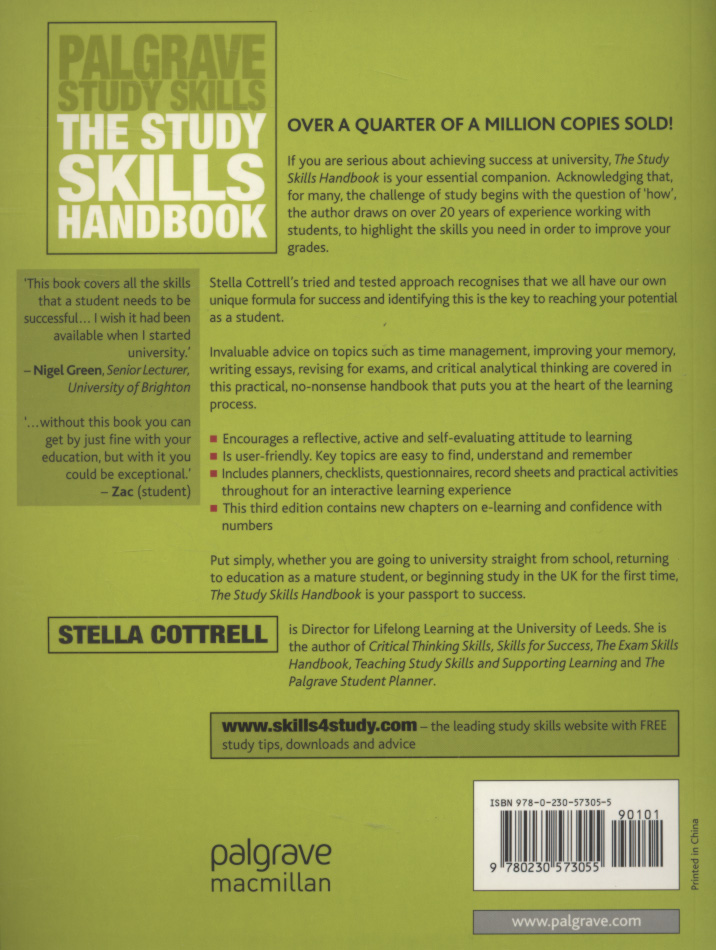 PALGRAVE
STUDY SKILLS
THE STUDY
SKILLS
HANDBOOK
OVER A QUARTER OF A MILLION COPIES SOLD!
If you are serious about achieving success at university, The Study
Skills Handbook is your essential companion. Acknowledging that,
for many, the challenge of study begins with the question of 'how',
the author draws on over 20 years of experience working with
students, to highlight the skills you need in order to improve your
grades.
'This book covers all the skills
that a student needs to be
successful... I wish it had been
available when I started
university.'
– Nigel Green, Senior Lecturer,
University of Brighton
'...without this book you can
get by just fine with your
education, but with it you
could be exceptional.'
– Zac (student)
Stella Cottrell's tried and tested approach recognises that we all have our own
unique formula for success and identifying this is the key to reaching your potential
as a student.
Invaluable advice on topics such as time management, improving your memory,
writing essays, revising for exams, and critical analytical thinking are covered in
this practical, no-nonsense handbook that puts you at the heart of the learning
process.
■ Encourages a reflective, active and self-evaluating attitude to learning
■ Is user-friendly. Key topics are easy to find, understand and remember
■ Includes planners, checklists, questionnaires, record sheets and practical activities
throughout for an interactive learning experience
■ This third edition contains new chapters on e-learning and confidence with
numbers
Put simply, whether you are going to university straight from school, returning
to education as a mature student, or beginning study in the UK for the first time,
The Study Skills Handbook is your passport to success.
STELLA COTTRELL
is Director for Lifelong Learning at the University of Leeds. She is
the author of Critical Thinking Skills, Skills for Success, The Exam Skills
Handbook, Teaching Study Skills and Supporting Learning and The
Palgrave Student Planner.
www.skills4study.com – the leading study skills website with FREE
study tips, downloads and advice
palgrave
macmillan
ISBN 978-0-230-57305-5
90101
9 780230 573055
Printed in China
www.palgrave.com